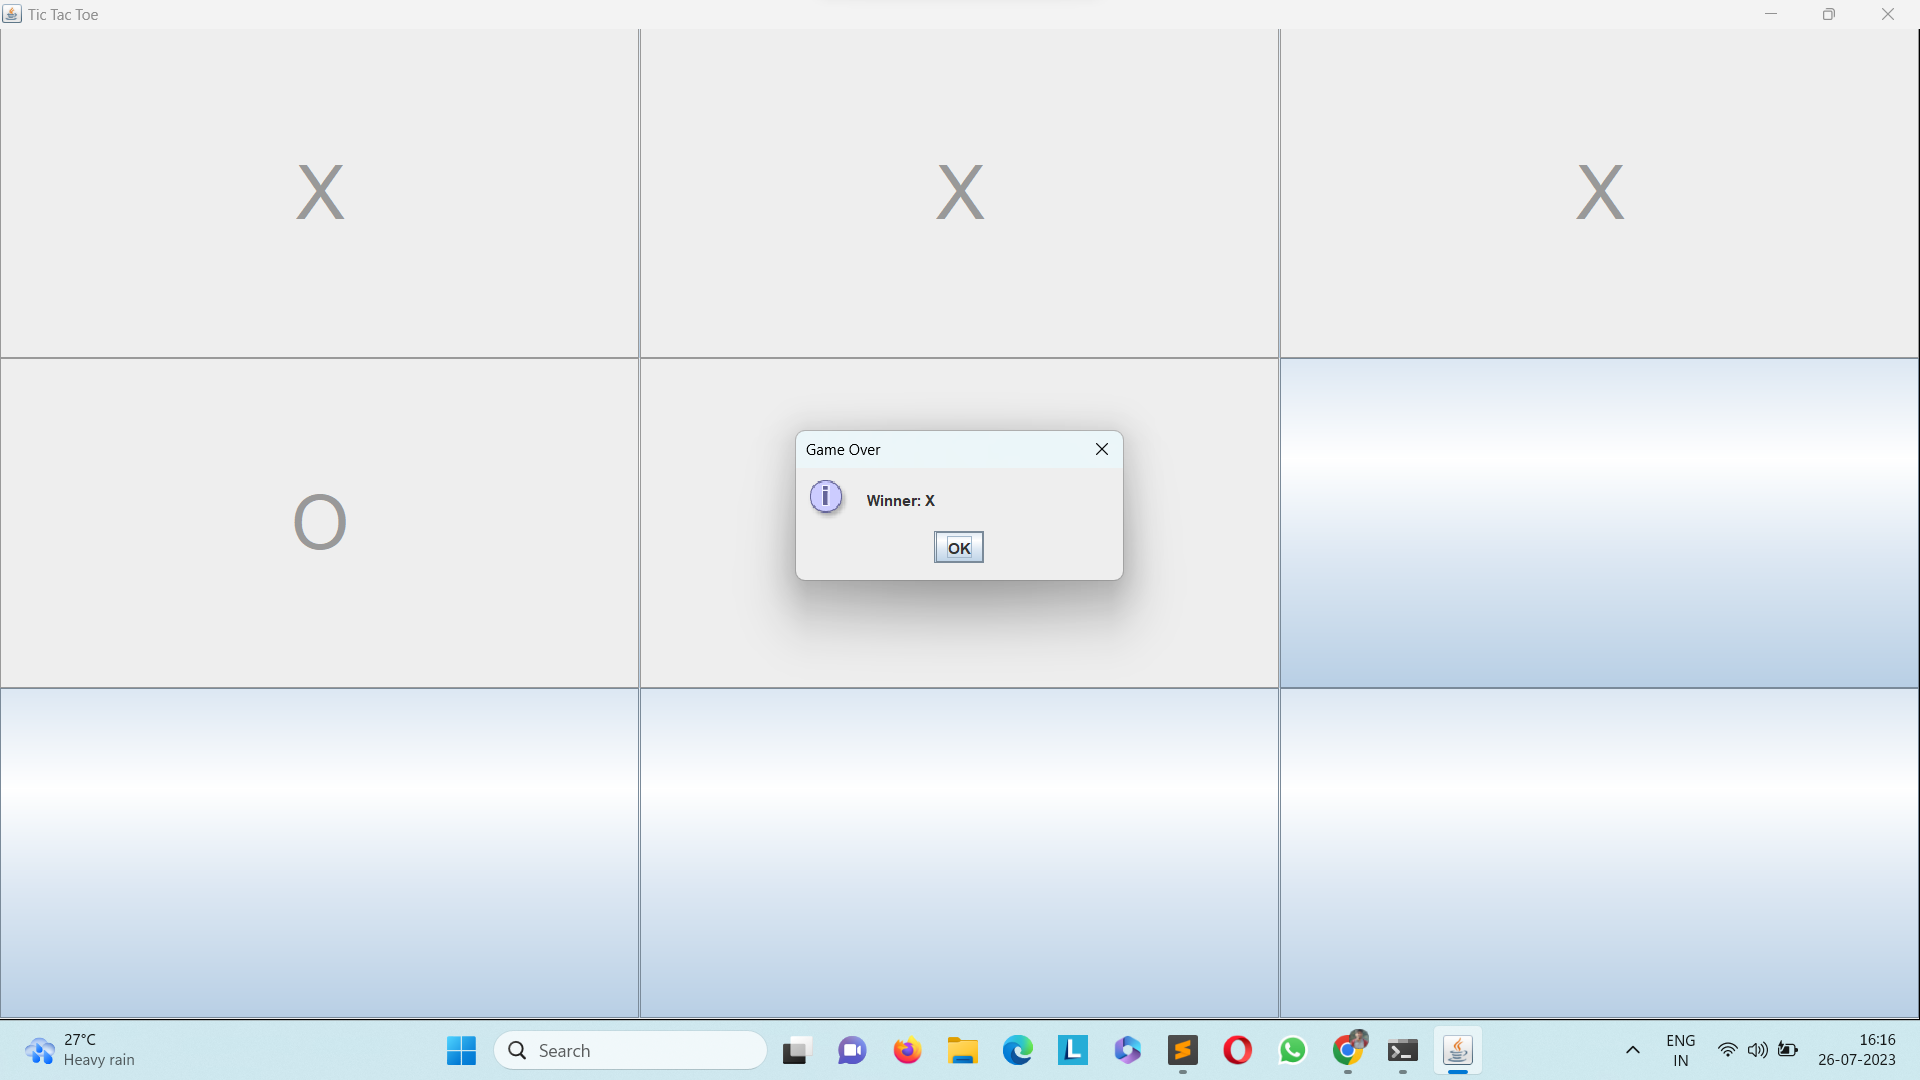 Tic Tac Toe
X
X
X
O
Game Over
i
Winner: X
OK
27°C
Heavy rain
Search
L
ENG
IN
16:16
26-07-2023